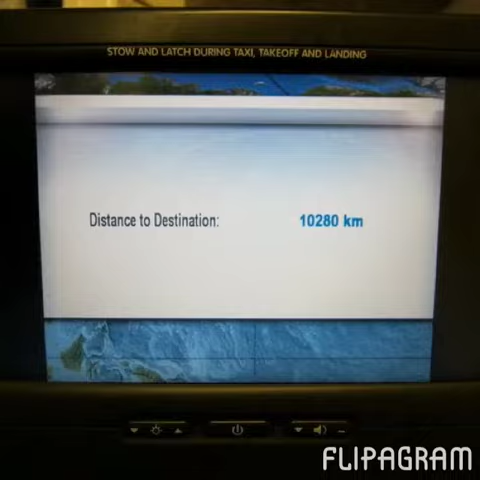 STOW AND LATCH DURING TAXI, TAKEOFF AND LANDING
Distance to Destination: 10280 km
FLIPAGRAM